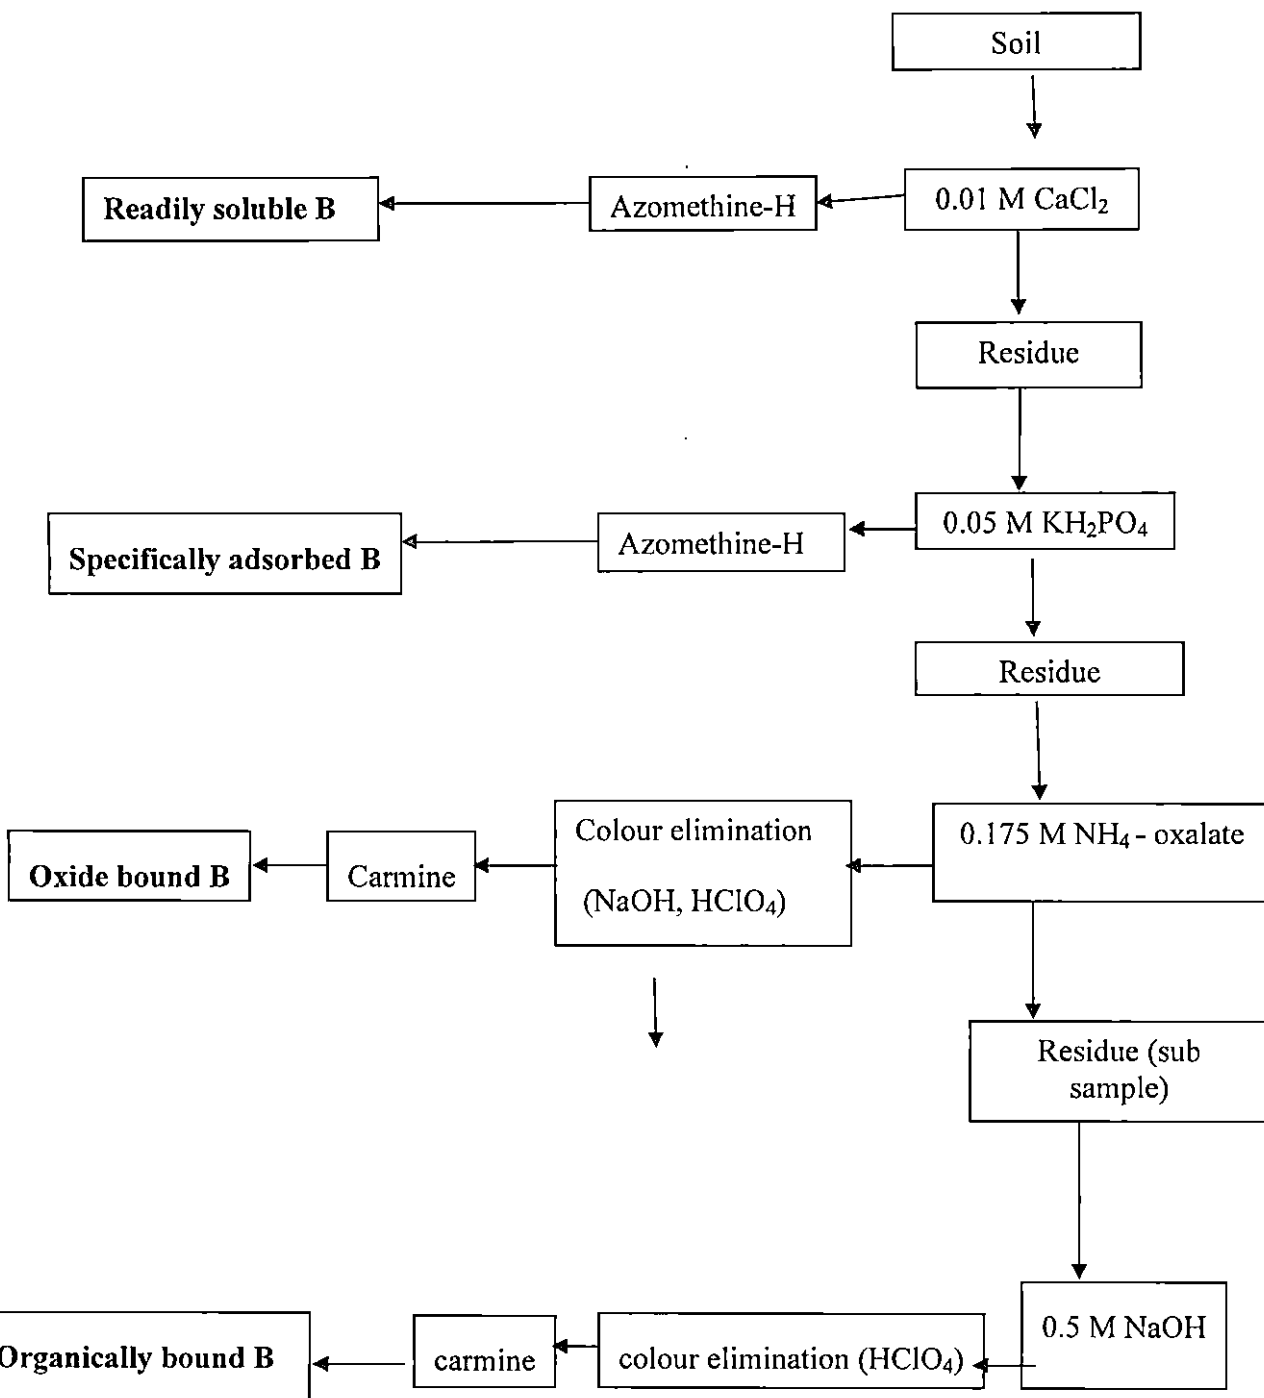 Soil
Readily soluble B
Azomethine-H
0.01 M CaCl₂
Residue
Specifically adsorbed B
Azomethine-H
0.05 M KH₂PO₄
Residue
Oxide bound B
Carmine
Colour elimination
(NaOH, HClO₄)
0.175 M NH₄ - oxalate
Residue (sub
sample)
Organically bound B
carmine
colour elimination (HClO₄)
0.5 M NaOH